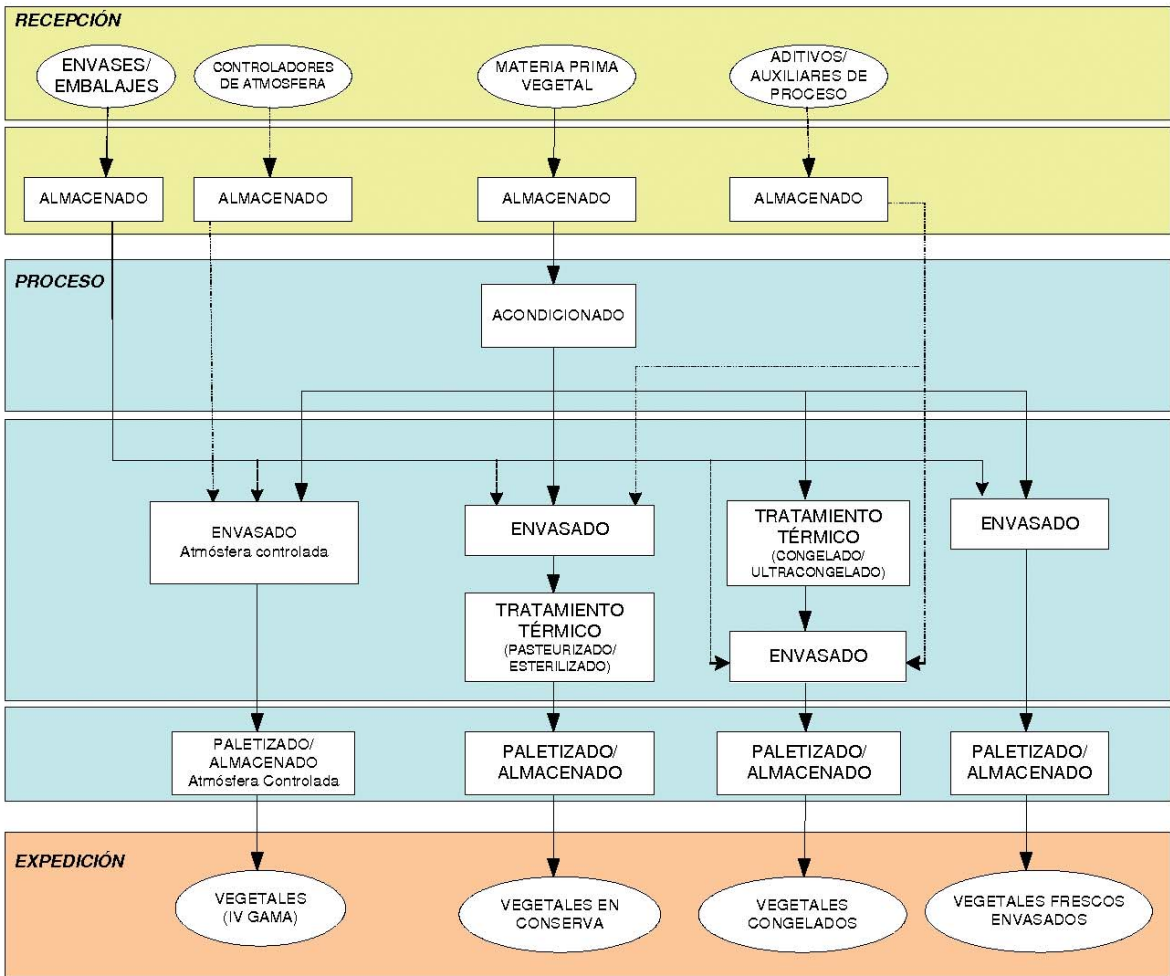 RECEPCIÓN
ENVASES/
EMBALAJES
CONTROLADORES
DE ATMOSFERA
MATERIA PRIMA
VEGETAL
ADITIVOS/
AUXILIARES DE
PROCESO
ALMACENADO
ALMACENADO
ALMACENADO
ALMACENADO
PROCESO
ACONDICIONADO
ENVASADO
Atmósfera controlada
ENVASADO
TRATAMIENTO
TÉRMICO
(CONGELADO/
ULTRACONGELADO)
ENVASADO
TRATAMIENTO
TÉRMICO
(PASTEURIZADO/
ESTERILIZADO)
ENVASADO
PALETIZADO/
ALMACENADO
Atmósfera Controlada
PALETIZADO/
ALMACENADO
PALETIZADO/
ALMACENADO
PALETIZADO/
ALMACENADO
EXPEDICIÓN
VEGETALES
(IV GAMA)
VEGETALES EN
CONSERVA
VEGETALES
CONGELADOS
VEGETALES FRESCOS
ENVASADOS